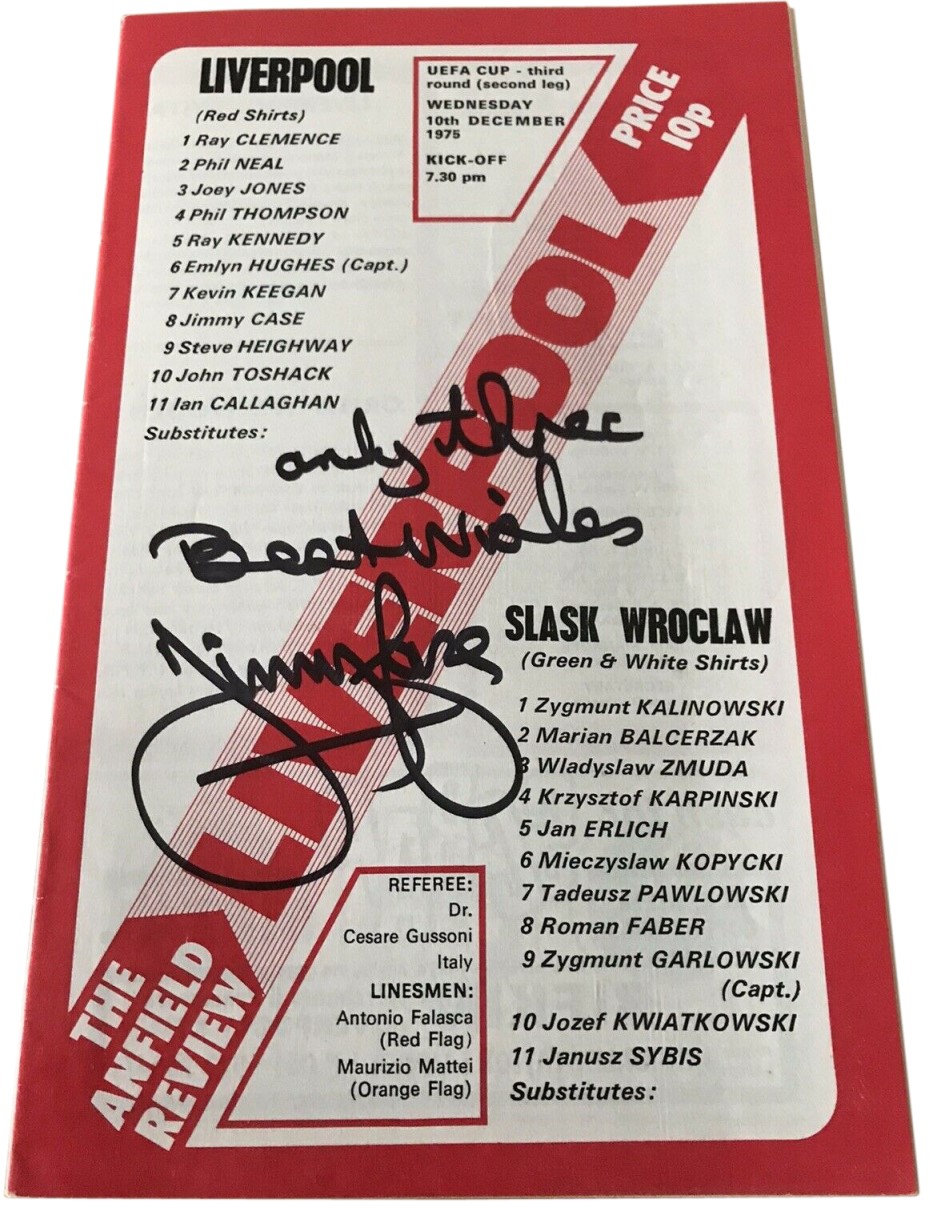 LIVERPOOL
(Red Shirts)
1 Ray CLEMENCE
2 Phil NEAL
3 Joey JONES
4 Phil THOMPSON
5 Ray KENNEDY
6 Emlyn HUGHES (Capt.)
7 Kevin KEEGAN
8 Jimmy CASE
9 Steve HEIGHWAY
10 John TOSHACK
11 Ian CALLAGHAN
Substitutes:
UEFA CUP - third
round (second leg)
WEDNESDAY
10th DECEMBER
1975
KICK-OFF
7.30 pm
PRICE
10p
LIVERPOOL
only three
Best Wishes
Jimmy Case
SLASK WROCLAW
(Green & White Shirts)
1 Zygmunt KALINOWSKI
2 Marian BALCERZAK
3 Wladyslaw ZMUDA
4 Krzysztof KARPINSKI
5 Jan ERLICH
6 Mieczyslaw KOPYCKI
7 Tadeusz PAWLOWSKI
8 Roman FABER
9 Zygmunt GARLOWSKI
(Capt.)
10 Jozef KWIATKOWSKI
11 Janusz SYBIS
Substitutes:
REFEREE:
Dr.
Cesare Gussoni
Italy
LINESMEN:
Antonio Falasca
(Red Flag)
Maurizio Mattei
(Orange Flag)
THE
ANFIELD
REVIEW